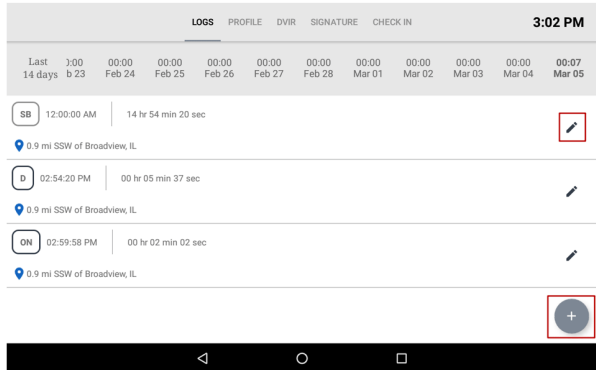 LOGS PROFILE DVIR SIGNATURE CHECK IN 3:02 PM
Last 14 days
00:00 00:00 00:00 00:00 00:00 00:00 00:00 00:00 00:07
b 23 Feb 24 Feb 25 Feb 26 Feb 27 Feb 28 Mar 01 Mar 02 Mar 03 Mar 04 Mar 05
SB 12:00:00 AM 14 hr 54 min 20 sec
0.9 mi SSW of Broadview, IL
D 02:54:20 PM 00 hr 05 min 37 sec
0.9 mi SSW of Broadview, IL
ON 02:59:58 PM 00 hr 02 min 02 sec
0.9 mi SSW of Broadview, IL
+